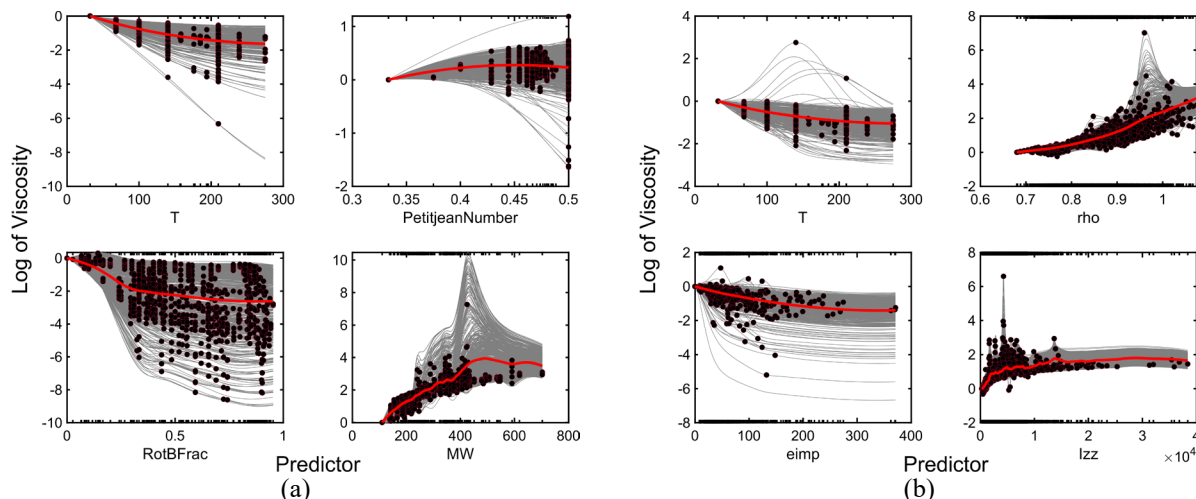 Log of Viscosity
0
-2
-4
-6
-8
-10
0 100 200 300
T
1
0
1
2
0.3 0.35 0.4 0.45 0.5
PetitjeanNumber
0
-2
-4
-6
-8
-10
0 0.5 1
RotBFrac
10
8
6
4
2
0
0 200 400 600 800
MW
Predictor
(a)
Log of Viscosity
4
2
0
-2
-4
0 100 200 300
T
8
6
4
2
0
-2
0.6 0.7 0.8 0.9 1
rho
2
0
-2
-4
-6
-8
0 100 200 300 400
eimp
8
6
4
2
0
-2
0 1 2 3 4
×10⁴
Izz
Predictor
(b)